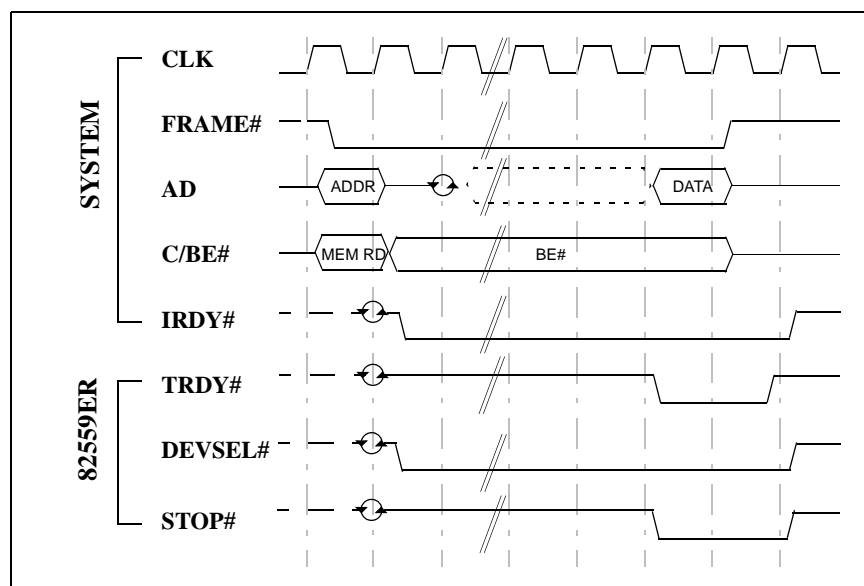 SYSTEM
CLK
FRAME#
AD
ADDR
DATA
C/BE#
MEM RD
BE#
IRDY#
82559ER
TRDY#
DEVSEL#
STOP#